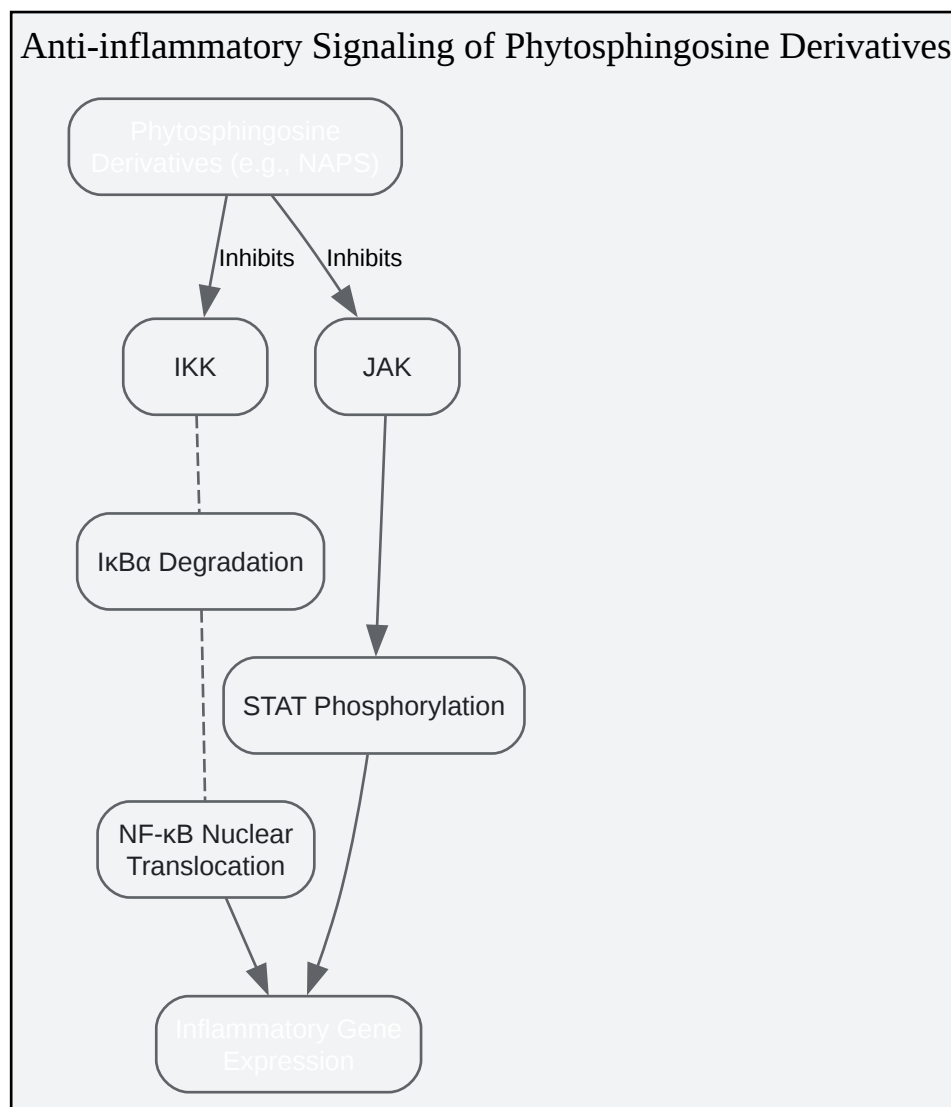 Anti-inflammatory Signaling of Phytosphingosine Derivatives
Phytosphingosine
Derivatives (e.g., NAPS)
Inhibits
Inhibits
IKK
JAK
IκBα Degradation
STAT Phosphorylation
NF-κB Nuclear
Translocation
Inflammatory Gene
Expression